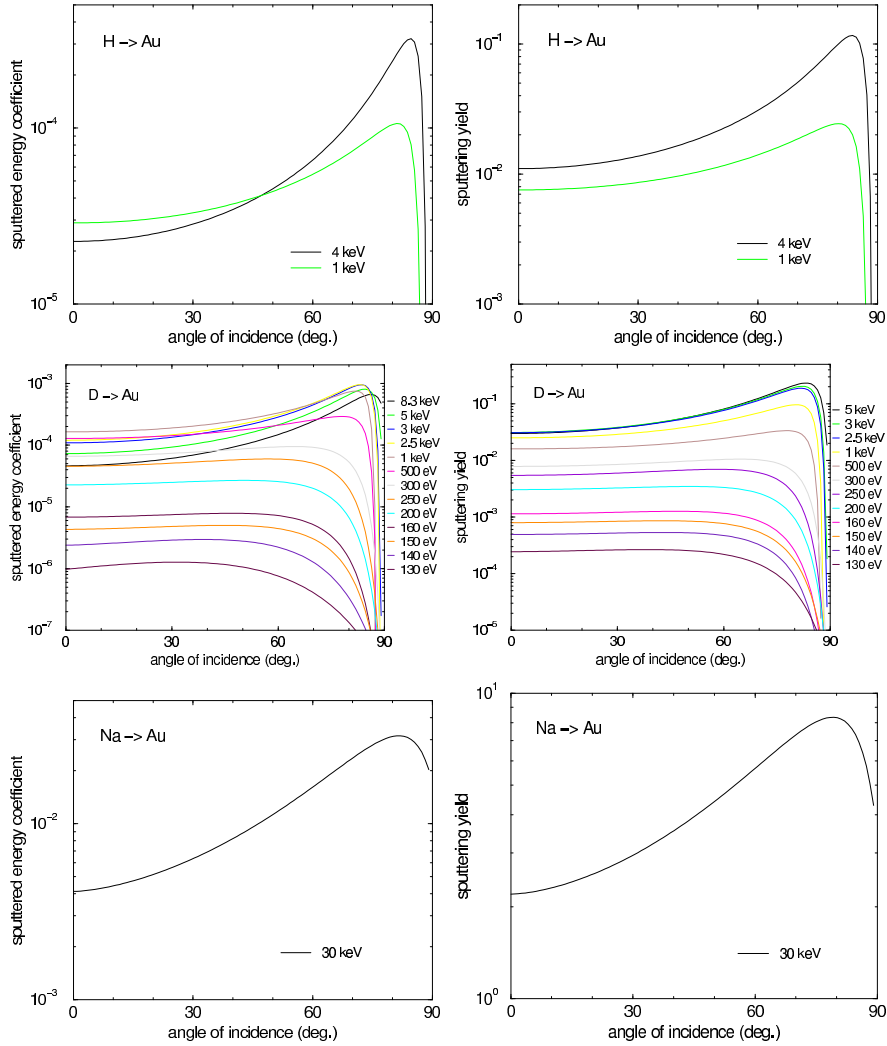 H -> Au
sputtered energy coefficient
10^-4
10^-5
4 keV
1 keV
0 30 60 90
angle of incidence (deg.)
H -> Au
sputtering yield
10^-1
10^-2
10^-3
4 keV
1 keV
0 30 60 90
angle of incidence (deg.)
D -> Au
sputtered energy coefficient
10^-3
10^-4
10^-5
10^-6
10^-7
8.3 keV
5 keV
3 keV
2.5 keV
1 keV
500 eV
300 eV
250 eV
200 eV
160 eV
150 eV
140 eV
130 eV
0 30 60 90
angle of incidence (deg.)
D -> Au
sputtering yield
10^-1
10^-2
10^-3
10^-4
10^-5
5 keV
3 keV
2.5 keV
1 keV
500 eV
300 eV
250 eV
200 eV
160 eV
150 eV
140 eV
130 eV
0 30 60 90
angle of incidence (deg.)
Na -> Au
sputtered energy coefficient
10^-2
10^-3
30 keV
0 30 60 90
angle of incidence (deg.)
Na -> Au
sputtering yield
10^1
10^0
30 keV
0 30 60 90
angle of incidence (deg.)